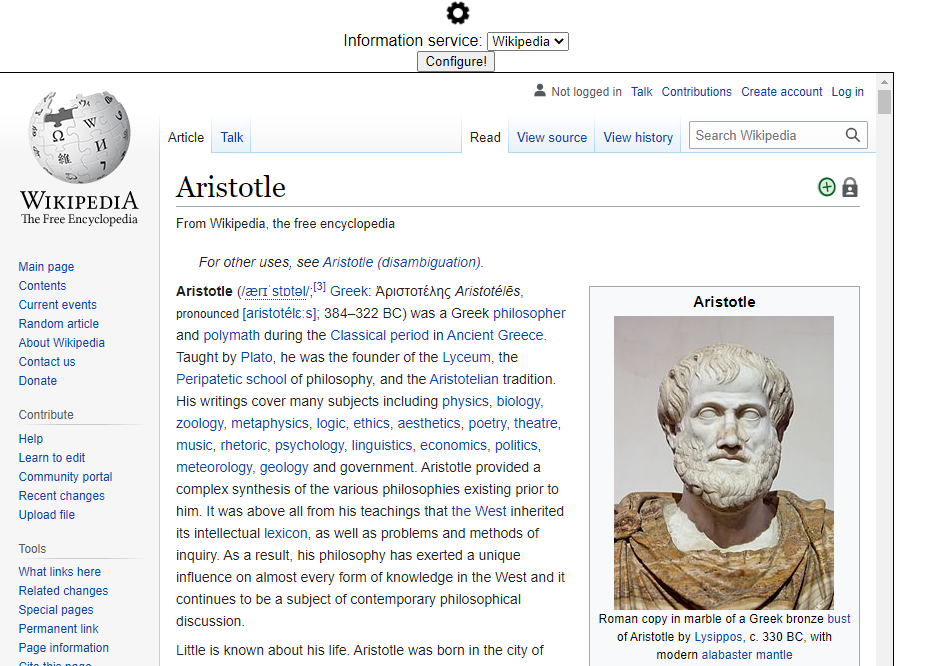 Information service: Wikipedia
Configure!
Not logged in Talk Contributions Create account Log in
Article Talk Read View source View history Search Wikipedia
WIKIPEDIA
The Free Encyclopedia
Main page
Contents
Current events
Random article
About Wikipedia
Contact us
Donate
Contribute
Help
Learn to edit
Community portal
Recent changes
Upload file
Tools
What links here
Related changes
Special pages
Permanent link
Page information
Cite this page
Aristotle
From Wikipedia, the free encyclopedia
For other uses, see Aristotle (disambiguation).
Aristotle (/ærɪˈstɒtəl/;[3] Greek: Ἀριστοτέλης Aristotélēs,
pronounced [aristotélɛːs]; 384–322 BC) was a Greek philosopher
and polymath during the Classical period in Ancient Greece.
Taught by Plato, he was the founder of the Lyceum, the
Peripatetic school of philosophy, and the Aristotelian tradition.
His writings cover many subjects including physics, biology,
zoology, metaphysics, logic, ethics, aesthetics, poetry, theatre,
music, rhetoric, psychology, linguistics, economics, politics,
meteorology, geology and government. Aristotle provided a
complex synthesis of the various philosophies existing prior to
him. It was above all from his teachings that the West inherited
its intellectual lexicon, as well as problems and methods of
inquiry. As a result, his philosophy has exerted a unique
influence on almost every form of knowledge in the West and it
continues to be a subject of contemporary philosophical
discussion.
Little is known about his life. Aristotle was born in the city of
Aristotle
Roman copy in marble of a Greek bronze bust
of Aristotle by Lysippos, c. 330 BC, with
modern alabaster mantle